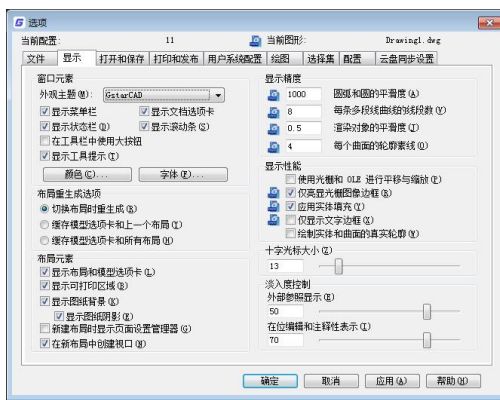 选项
当前配置: 11 当前图形: Drawing1.dwg
文件 显示 打开和保存 打印和发布 用户系统配置 绘图 选择集 配置 云盘同步设置
窗口元素
外观主题(M): GstarCAD
显示菜单栏 显示文档选项卡
显示状态栏(D) 显示滚动条(S)
在工具栏中使用大按钮
显示工具提示(T)
颜色(C)... 字体(F)...
布局重生成选项
切换布局时重生成(R)
缓存模型选项卡和上一个布局(Y)
缓存模型选项卡和所有布局(H)
布局元素
显示布局和模型选项卡(L)
显示可打印区域(B)
显示图纸背景(K)
显示图纸阴影(E)
新建布局时显示页面设置管理器(G)
在新布局中创建视口(N)
显示精度
1000 圆弧和圆的平滑度(A)
8 每条多段线曲线的线段数(V)
0.5 渲染对象的平滑度(J)
4 每个曲面的轮廓素线(O)
显示性能
使用光栅和 OLE 进行平移与缩放(P)
仅亮显光栅图像边框(R)
应用实体填充(Y)
仅显示文字边框(X)
绘制实体和曲面的真实轮廓(W)
十字光标大小(Z)
13
淡入度控制
外部参照显示(E)
50
在位编辑和注释性表示(I)
70
确定 取消 应用(A) 帮助(H)